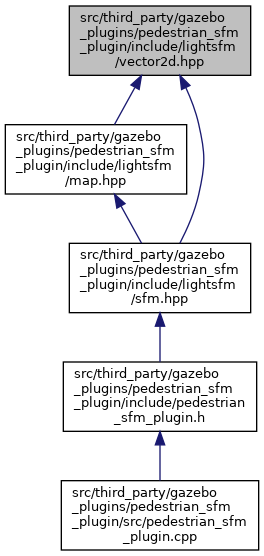 src/third_party/gazebo
_plugins/pedestrian_sfm
_plugin/include/lightsfm
/vector2d.hpp
src/third_party/gazebo
_plugins/pedestrian_sfm
_plugin/include/lightsfm
/map.hpp
src/third_party/gazebo
_plugins/pedestrian_sfm
_plugin/include/lightsfm
/sfm.hpp
src/third_party/gazebo
_plugins/pedestrian_sfm
_plugin/include/pedestrian
_sfm_plugin.h
src/third_party/gazebo
_plugins/pedestrian_sfm
_plugin/src/pedestrian_sfm
_plugin.cpp